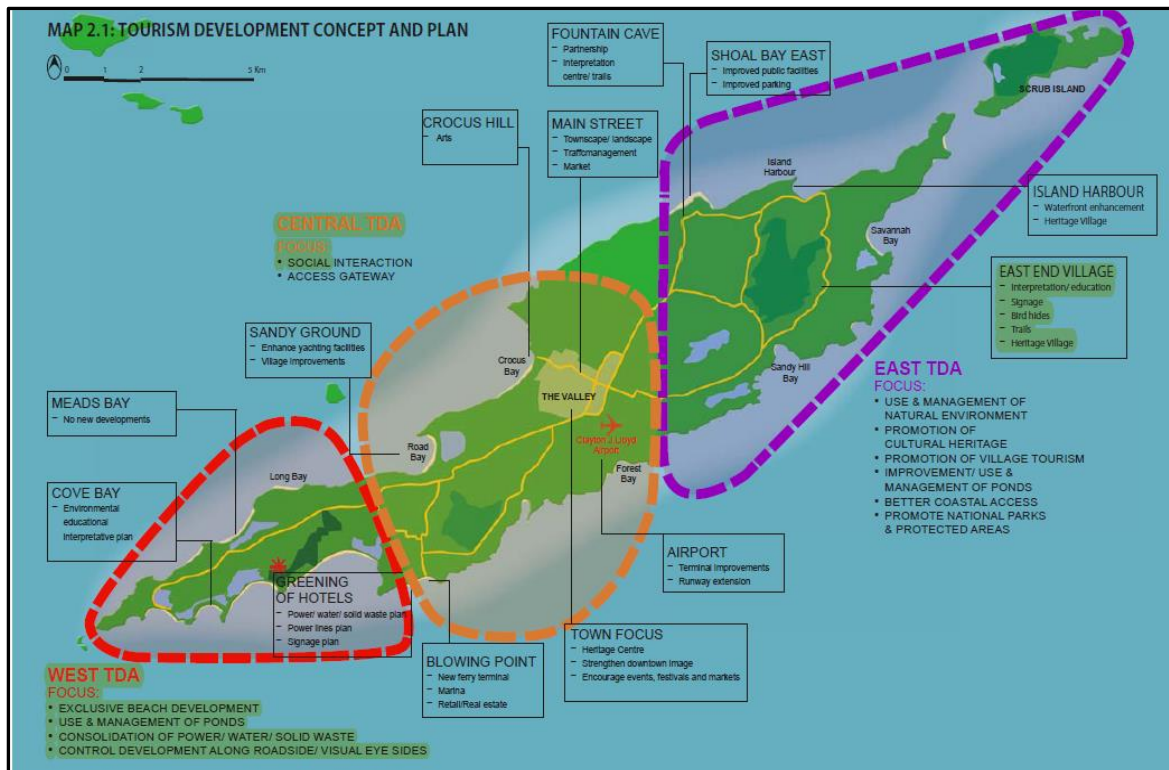 MAP 2.1: TOURISM DEVELOPMENT CONCEPT AND PLAN
0 1 2 5 Km
FOUNTAIN CAVE
– Partnership
– Interpretation
centre/ trails
SHOAL BAY EAST
– Improved public facilities
– Improved parking
SCRUB ISLAND
CROCUS HILL
– Arts
MAIN STREET
– Townscape/ landscape
– Traffcmanagement
– Market
Island
Harbour
ISLAND HARBOUR
– Waterfront enhancement
– Heritage Village
CENTRAL TDA
FOCUS:
• SOCIAL INTERACTION
• ACCESS GATEWAY
Savannah
Bay
EAST END VILLAGE
– Interpretation/ education
– Signage
– Bird hides
– Trails
– Heritage Village
SANDY GROUND
– Enhance yachting facilities
– Village improvements
Crocus
Bay
THE VALLEY
Sandy Hill
Bay
EAST TDA
FOCUS:
• USE & MANAGEMENT OF
NATURAL ENVIRONMENT
• PROMOTION OF
CULTURAL HERITAGE
• PROMOTION OF VILLAGE TOURISM
• IMPROVEMENT/ USE &
MANAGEMENT OF PONDS
• BETTER COASTAL ACCESS
• PROMOTE NATIONAL PARKS
& PROTECTED AREAS
MEADS BAY
– No new developments
Road
Bay
Clayton J. Lloyd
Airport
Forest
Bay
Long Bay
COVE BAY
– Environmental
educational
interpretative plan
AIRPORT
– Terminal improvements
– Runway extension
GREENING
OF HOTELS
– Power/ water/ solid waste plan
– Power lines plan
– Signage plan
BLOWING POINT
– New ferry terminal
– Marina
– Retail/Real estate
TOWN FOCUS
– Heritage Centre
– Strengthen downtown image
– Encourage events, festivals and markets
WEST TDA
FOCUS:
• EXCLUSIVE BEACH DEVELOPMENT
• USE & MANAGEMENT OF PONDS
• CONSOLIDATION OF POWER/ WATER/ SOLID WASTE
• CONTROL DEVELOPMENT ALONG ROADSIDE/ VISUAL EYE SIDES